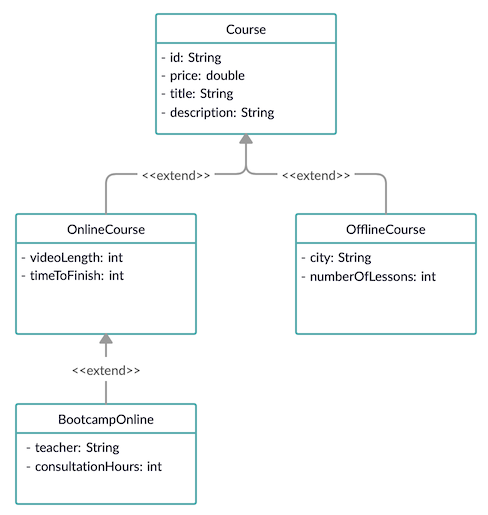 Course
- id: String
- price: double
- title: String
- description: String
<<extend>> <<extend>>
OnlineCourse
- videoLength: int
- timeToFinish: int
OfflineCourse
- city: String
- numberOfLessons: int
<<extend>>
BootcampOnline
- teacher: String
- consultationHours: int